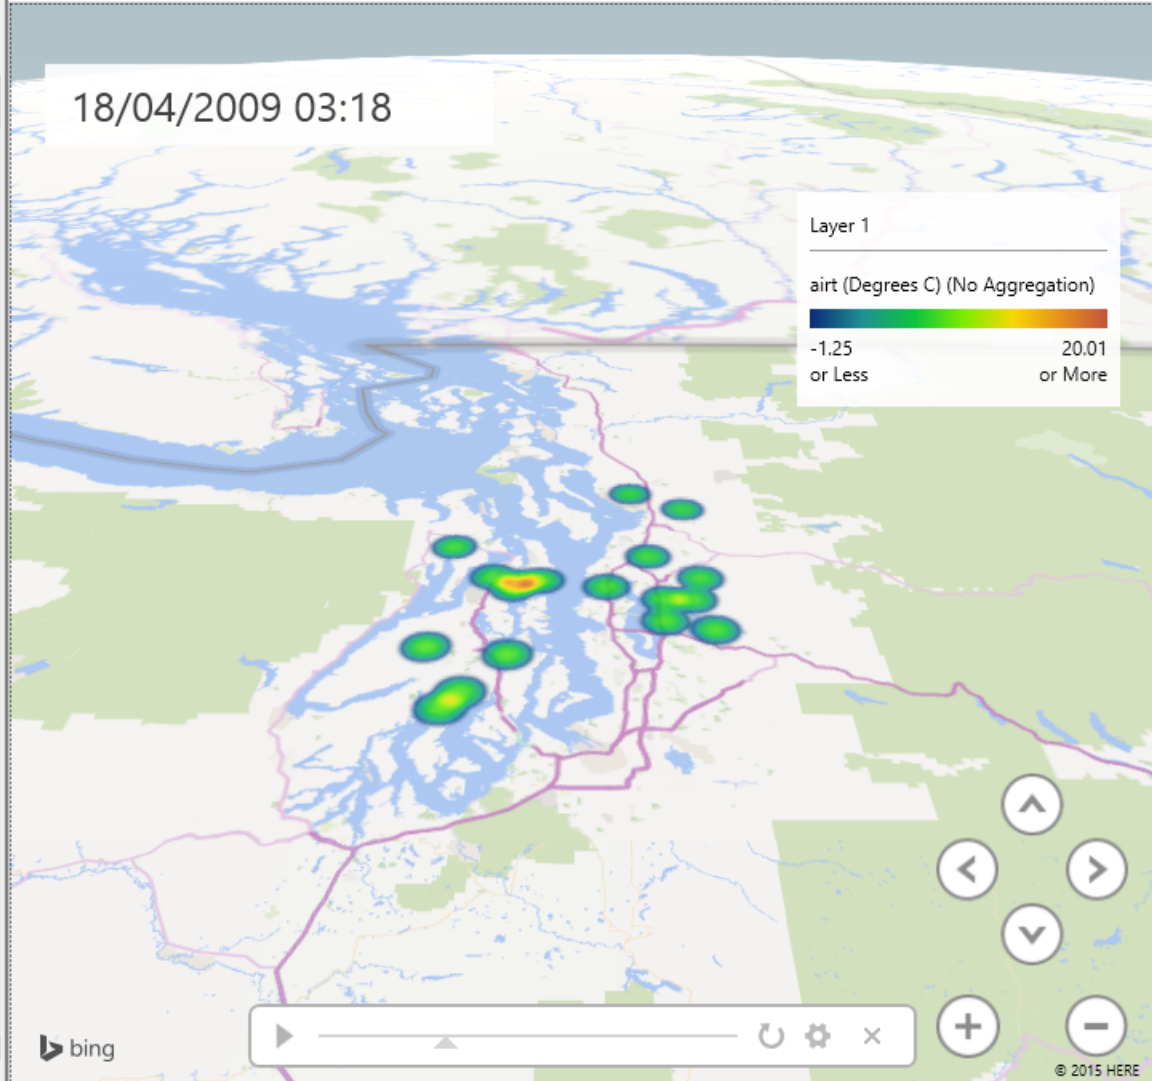 18/04/2009 03:18
Layer 1
airt (Degrees C) (No Aggregation)
-1.25 20.01
or Less or More
bing
© 2015 HERE